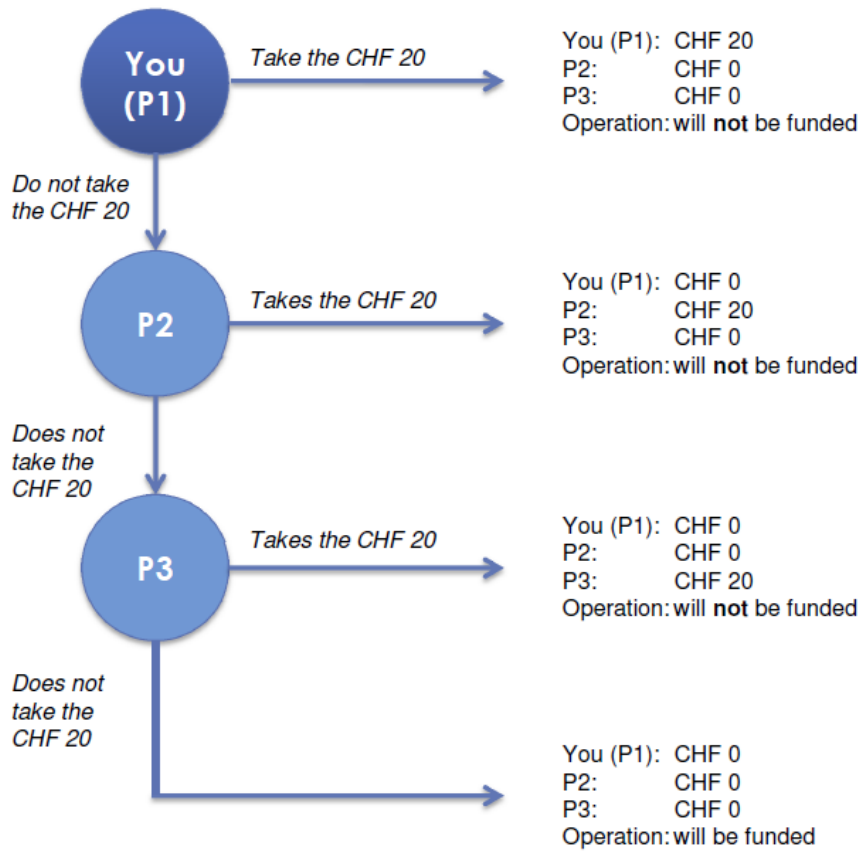 You
(P1)
Take the CHF 20
You (P1): CHF 20
P2: CHF 0
P3: CHF 0
Operation: will not be funded
Do not take
the CHF 20
P2
Takes the CHF 20
You (P1): CHF 0
P2: CHF 20
P3: CHF 0
Operation: will not be funded
Does not
take the
CHF 20
P3
Takes the CHF 20
You (P1): CHF 0
P2: CHF 0
P3: CHF 20
Operation: will not be funded
Does not
take the
CHF 20
You (P1): CHF 0
P2: CHF 0
P3: CHF 0
Operation: will be funded